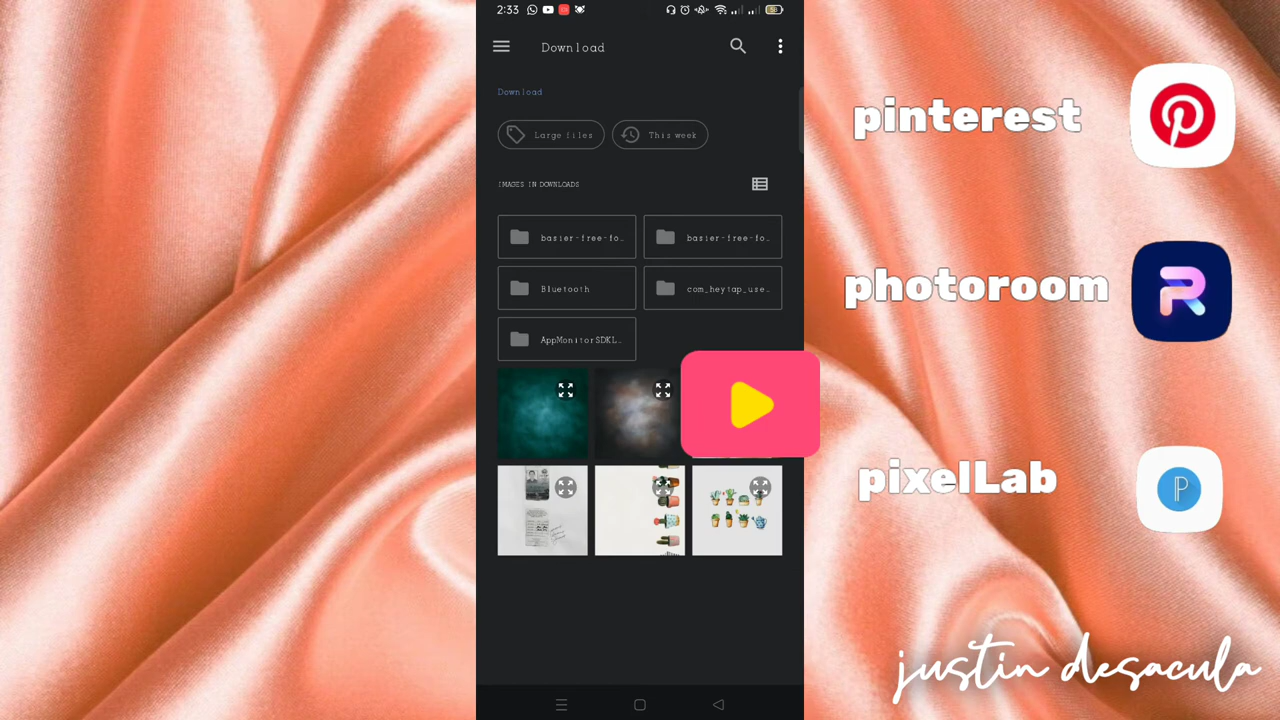 2:33
Download
Download
Large files
This week
IMAGES IN DOWNLOADS
basier-free-fo…
basier-free-fo…
Bluetooth
com_heytap_use…
AppMonitorSDKL…
pinterest
photoroom
pixelLab
justin desacula